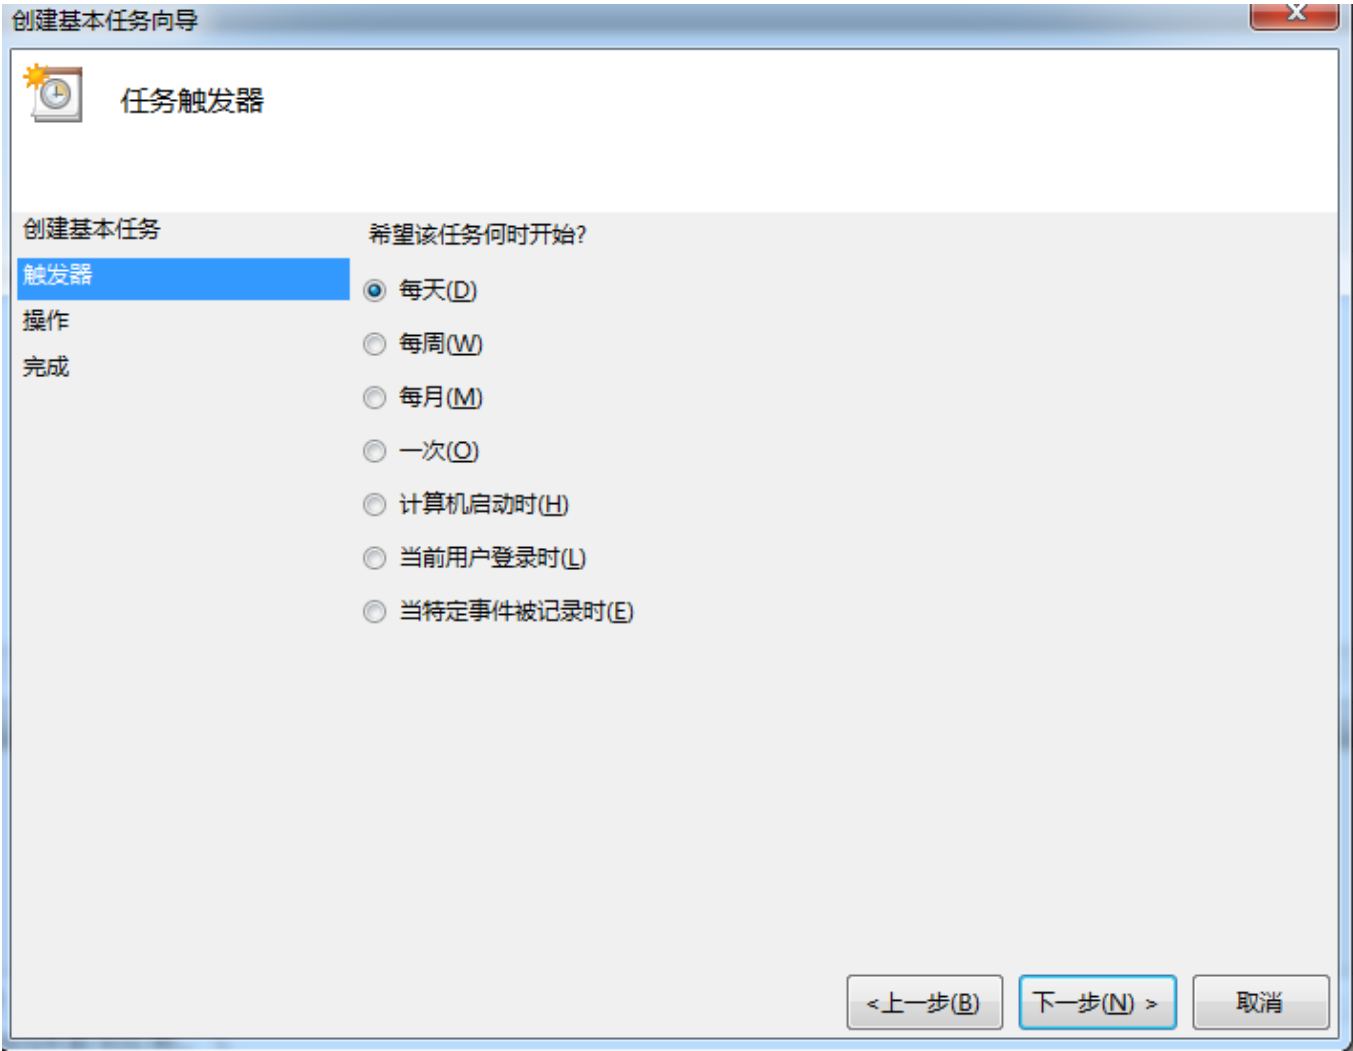 创建基本任务向导
任务触发器
创建基本任务
触发器
操作
完成
希望该任务何时开始?
每天(D)
每周(W)
每月(M)
一次(O)
计算机启动时(H)
当前用户登录时(L)
当特定事件被记录时(E)
<上一步(B)
下一步(N) >
取消